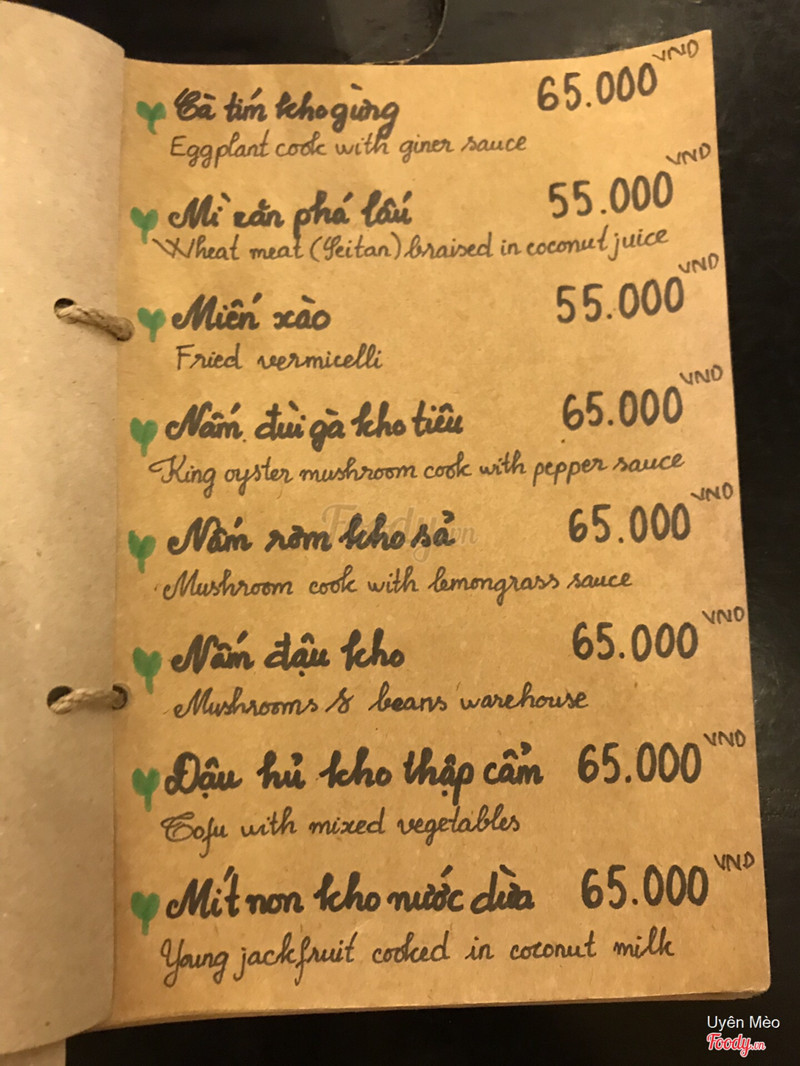 Cà tím kho gừng 65.000 VND
Eggplant cook with giner sauce
Mì căn phá lấu 55.000 VND
Wheat meat (Seitan) braised in coconut juice
Miến xào 55.000 VND
Fried vermicelli
Nấm đùi gà kho tiêu 65.000 VND
King oyster mushroom cook with pepper sauce
Nấm rơm kho sả 65.000 VND
Mushroom cook with lemongrass sauce
Nấm đậu kho 65.000 VND
Mushrooms & beans warehouse
Đậu hủ kho thập cẩm 65.000 VND
Tofu with mixed vegetables
Mít non kho nước dừa 65.000 VND
Young jackfruit cooked in coconut milk
Foody.vn
Uyên Mèo
Foody.vn